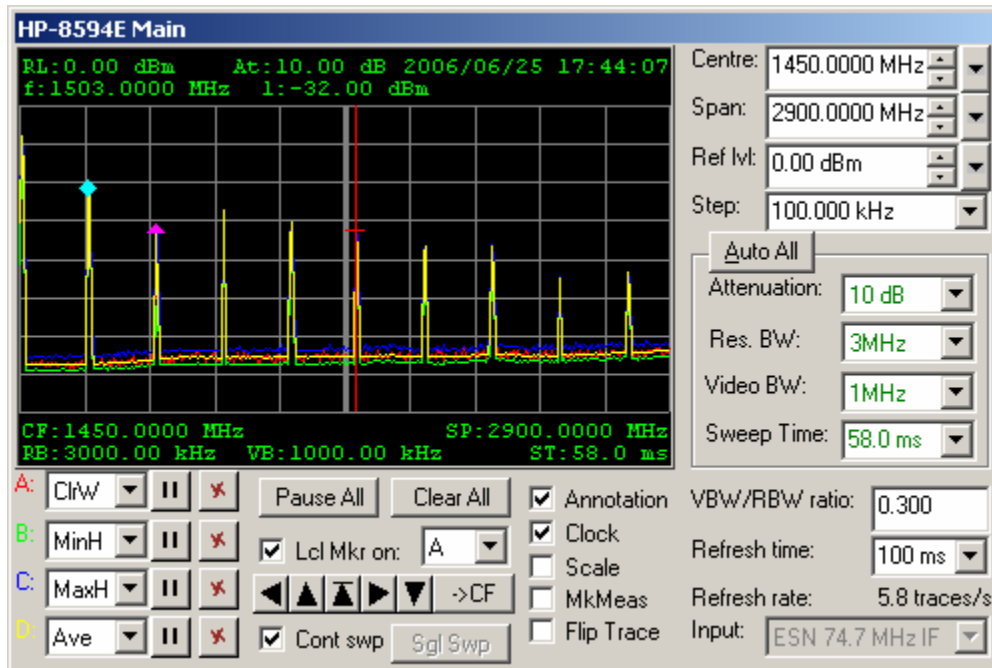 HP-8594E Main
RL:0.00 dBm At:10.00 dB 2006/06/25 17:44:07
f:1503.0000 MHz l:-32.00 dBm
CF:1450.0000 MHz SP:2900.0000 MHz
RB:3000.00 kHz VB:1000.00 kHz ST:58.0 ms
Centre: 1450.0000 MHz
Span: 2900.0000 MHz
Ref lvl: 0.00 dBm
Step: 100.000 kHz
Auto All
Attenuation: 10 dB
Res. BW: 3MHz
Video BW: 1MHz
Sweep Time: 58.0 ms
A: ClrW
B: MinH
C: MaxH
D: Ave
Pause All Clear All
Lcl Mkr on: A
->CF
Cont swp Sgl Swp
Annotation
Clock
Scale
MkMeas
Flip Trace
VBW/RBW ratio: 0.300
Refresh time: 100 ms
Refresh rate: 5.8 traces/s
Input: ESN 74.7 MHz IF